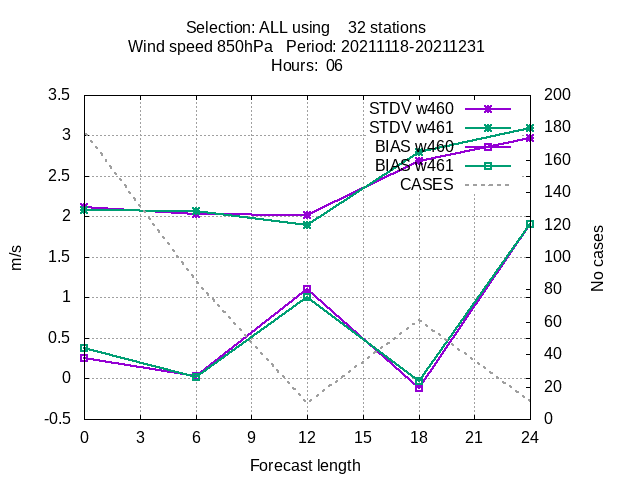 Selection: ALL using 32 stations
Wind speed 850hPa Period: 20211118-20211231
Hours: 06
3.5
3
2.5
2
1.5
1
0.5
0
-0.5
m/s
STDV w460
STDV w461
BIAS w460
BIAS w461
CASES
200
180
160
140
120
100
80
60
40
20
0
No cases
0 3 6 9 12 15 18 21 24
Forecast length